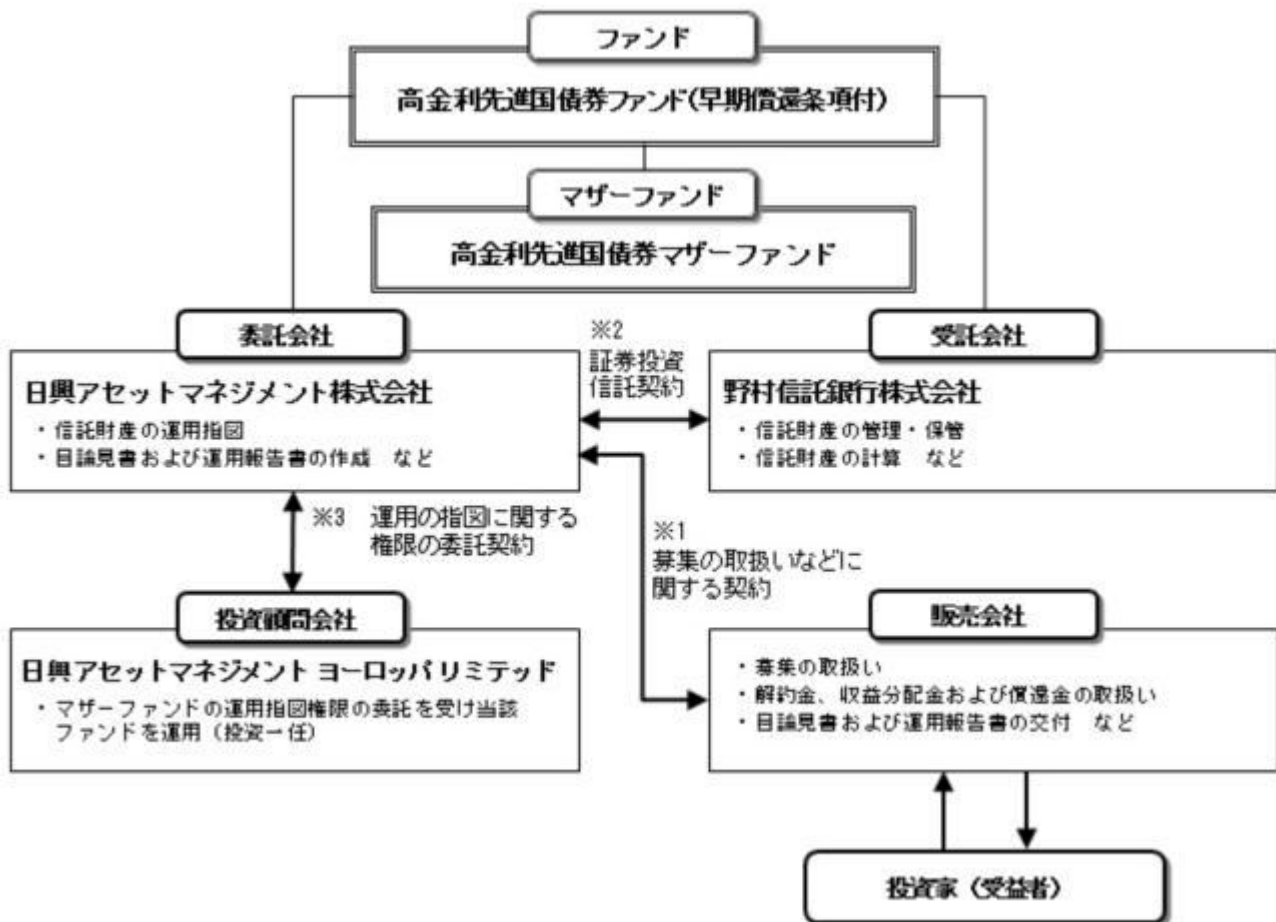 ファンド
高金利先進国債券ファンド(早期償還条項付)
マザーファンド
高金利先進国債券マザーファンド
委託会社
日興アセットマネジメント株式会社
・信託財産の運用指図
・目論見書および運用報告書の作成 など
※2
証券投資
信託契約
受託会社
野村信託銀行株式会社
・信託財産の管理・保管
・信託財産の計算 など
※3 運用の指図に関する
権限の委託契約
※1
募集の取扱いなどに
関する契約
投資顧問会社
日興アセットマネジメント ヨーロッパ リミテッド
・マザーファンドの運用指図権限の委託を受け当該
ファンドを運用(投資一任)
販売会社
・募集の取扱い
・解約金、収益分配金および償還金の取扱い
・目論見書および運用報告書の交付 など
投資家(受益者)